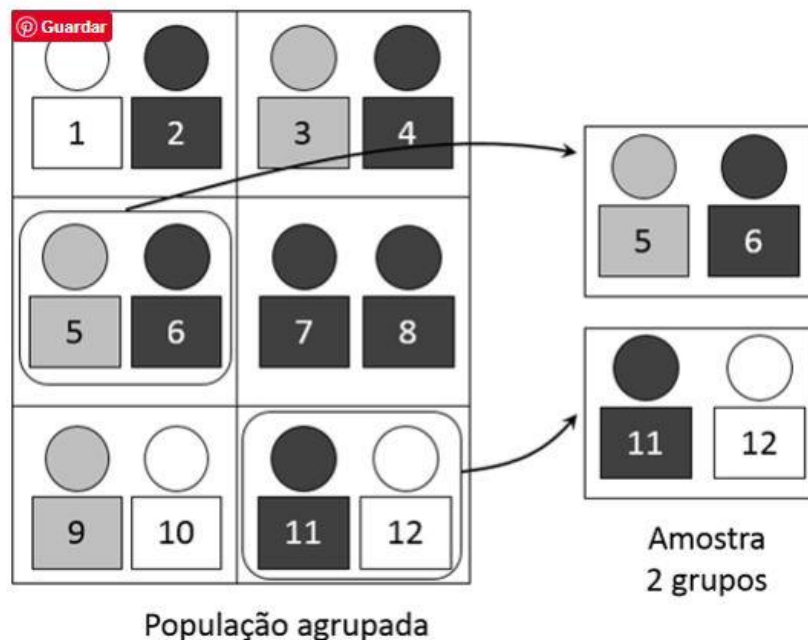 Guardar
1 2 3 4
5 6
5 6 7 8
11 12
9 10 11 12
Amostra
2 grupos
População agrupada